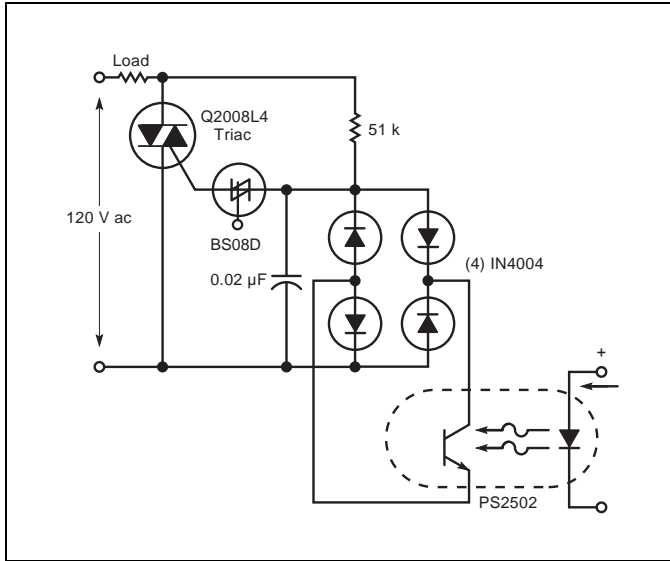 Load
Q2008L4
Triac
51 k
120 V ac
BS08D
0.02 µF
(4) IN4004
+
PS2502